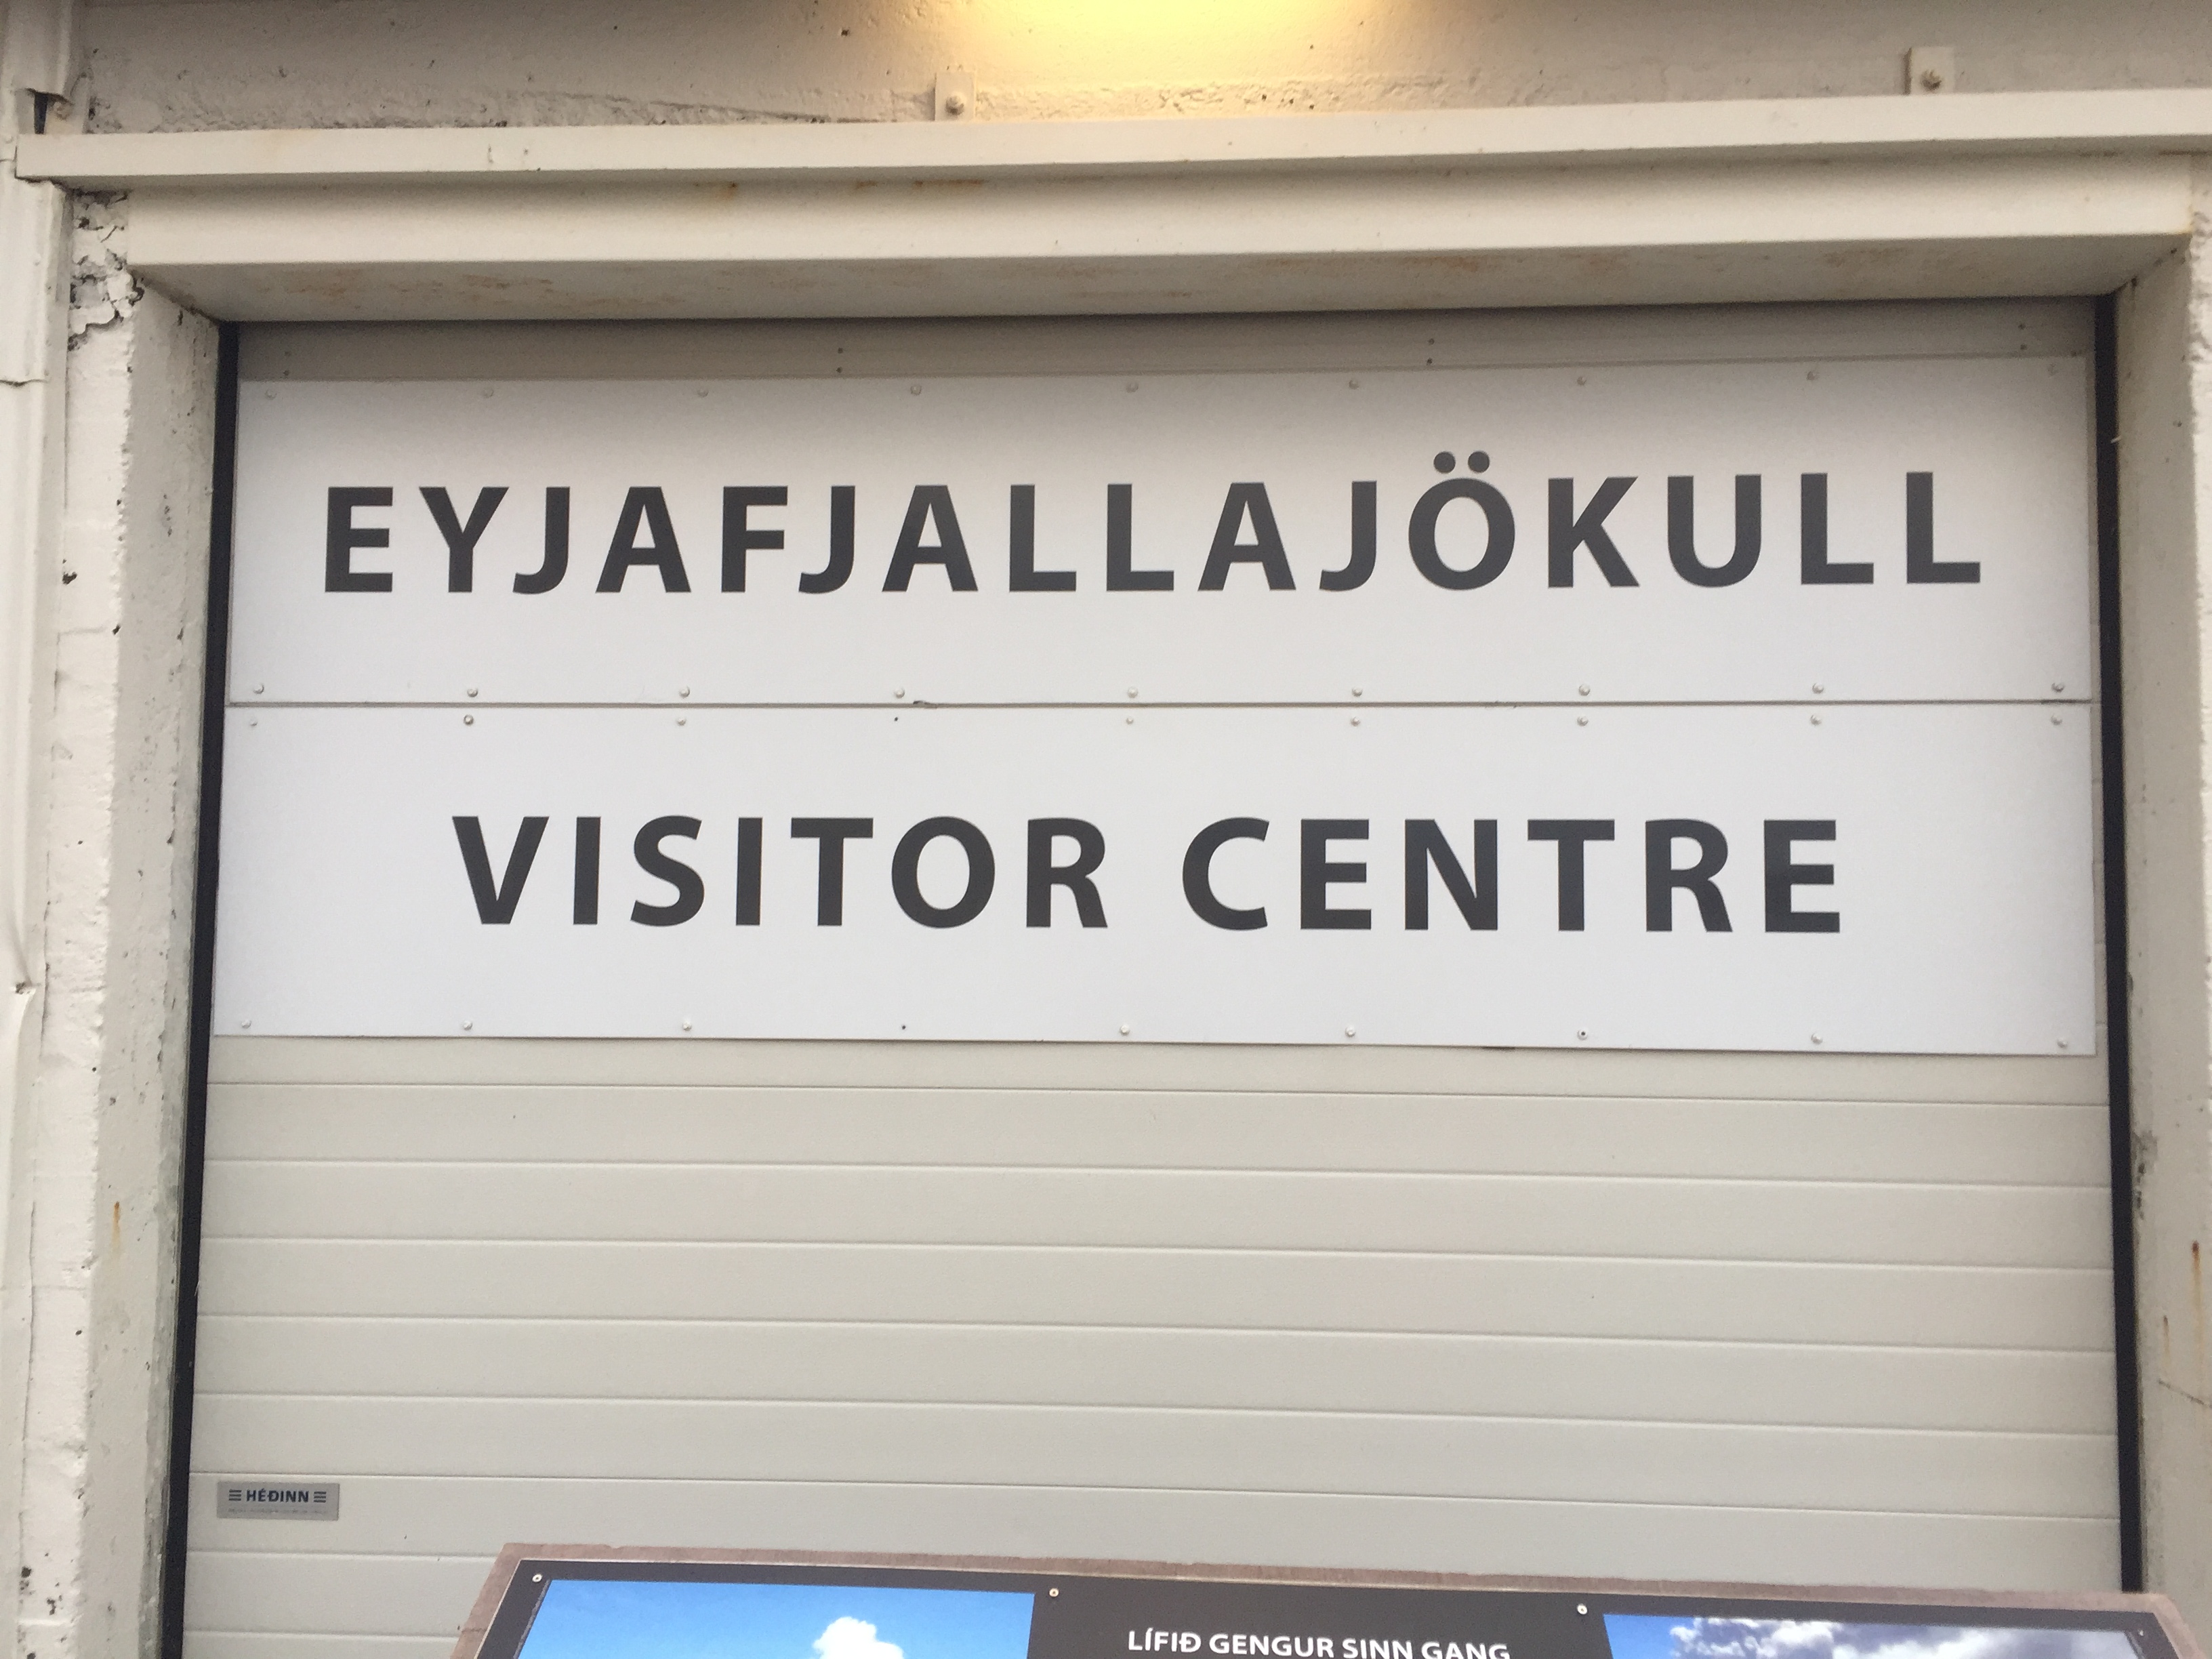 EYJAFJALLAJÖKULL
VISITOR CENTRE
HÉÐINN
LÍFIÐ GENGUR SINN GANG